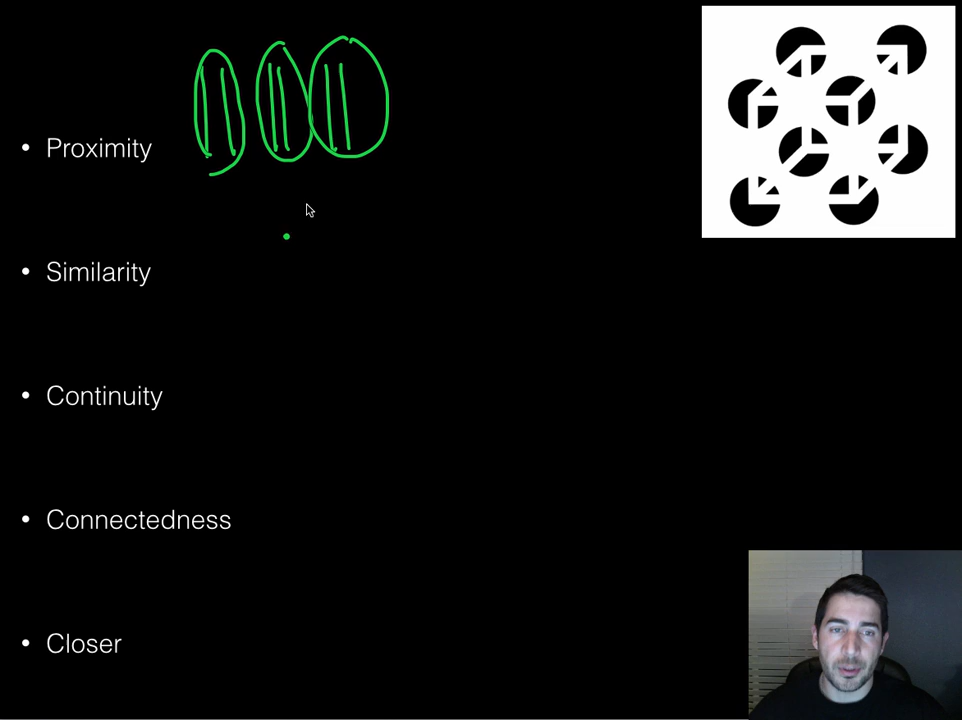 • Proximity
• Similarity
• Continuity
• Connectedness
• Closer